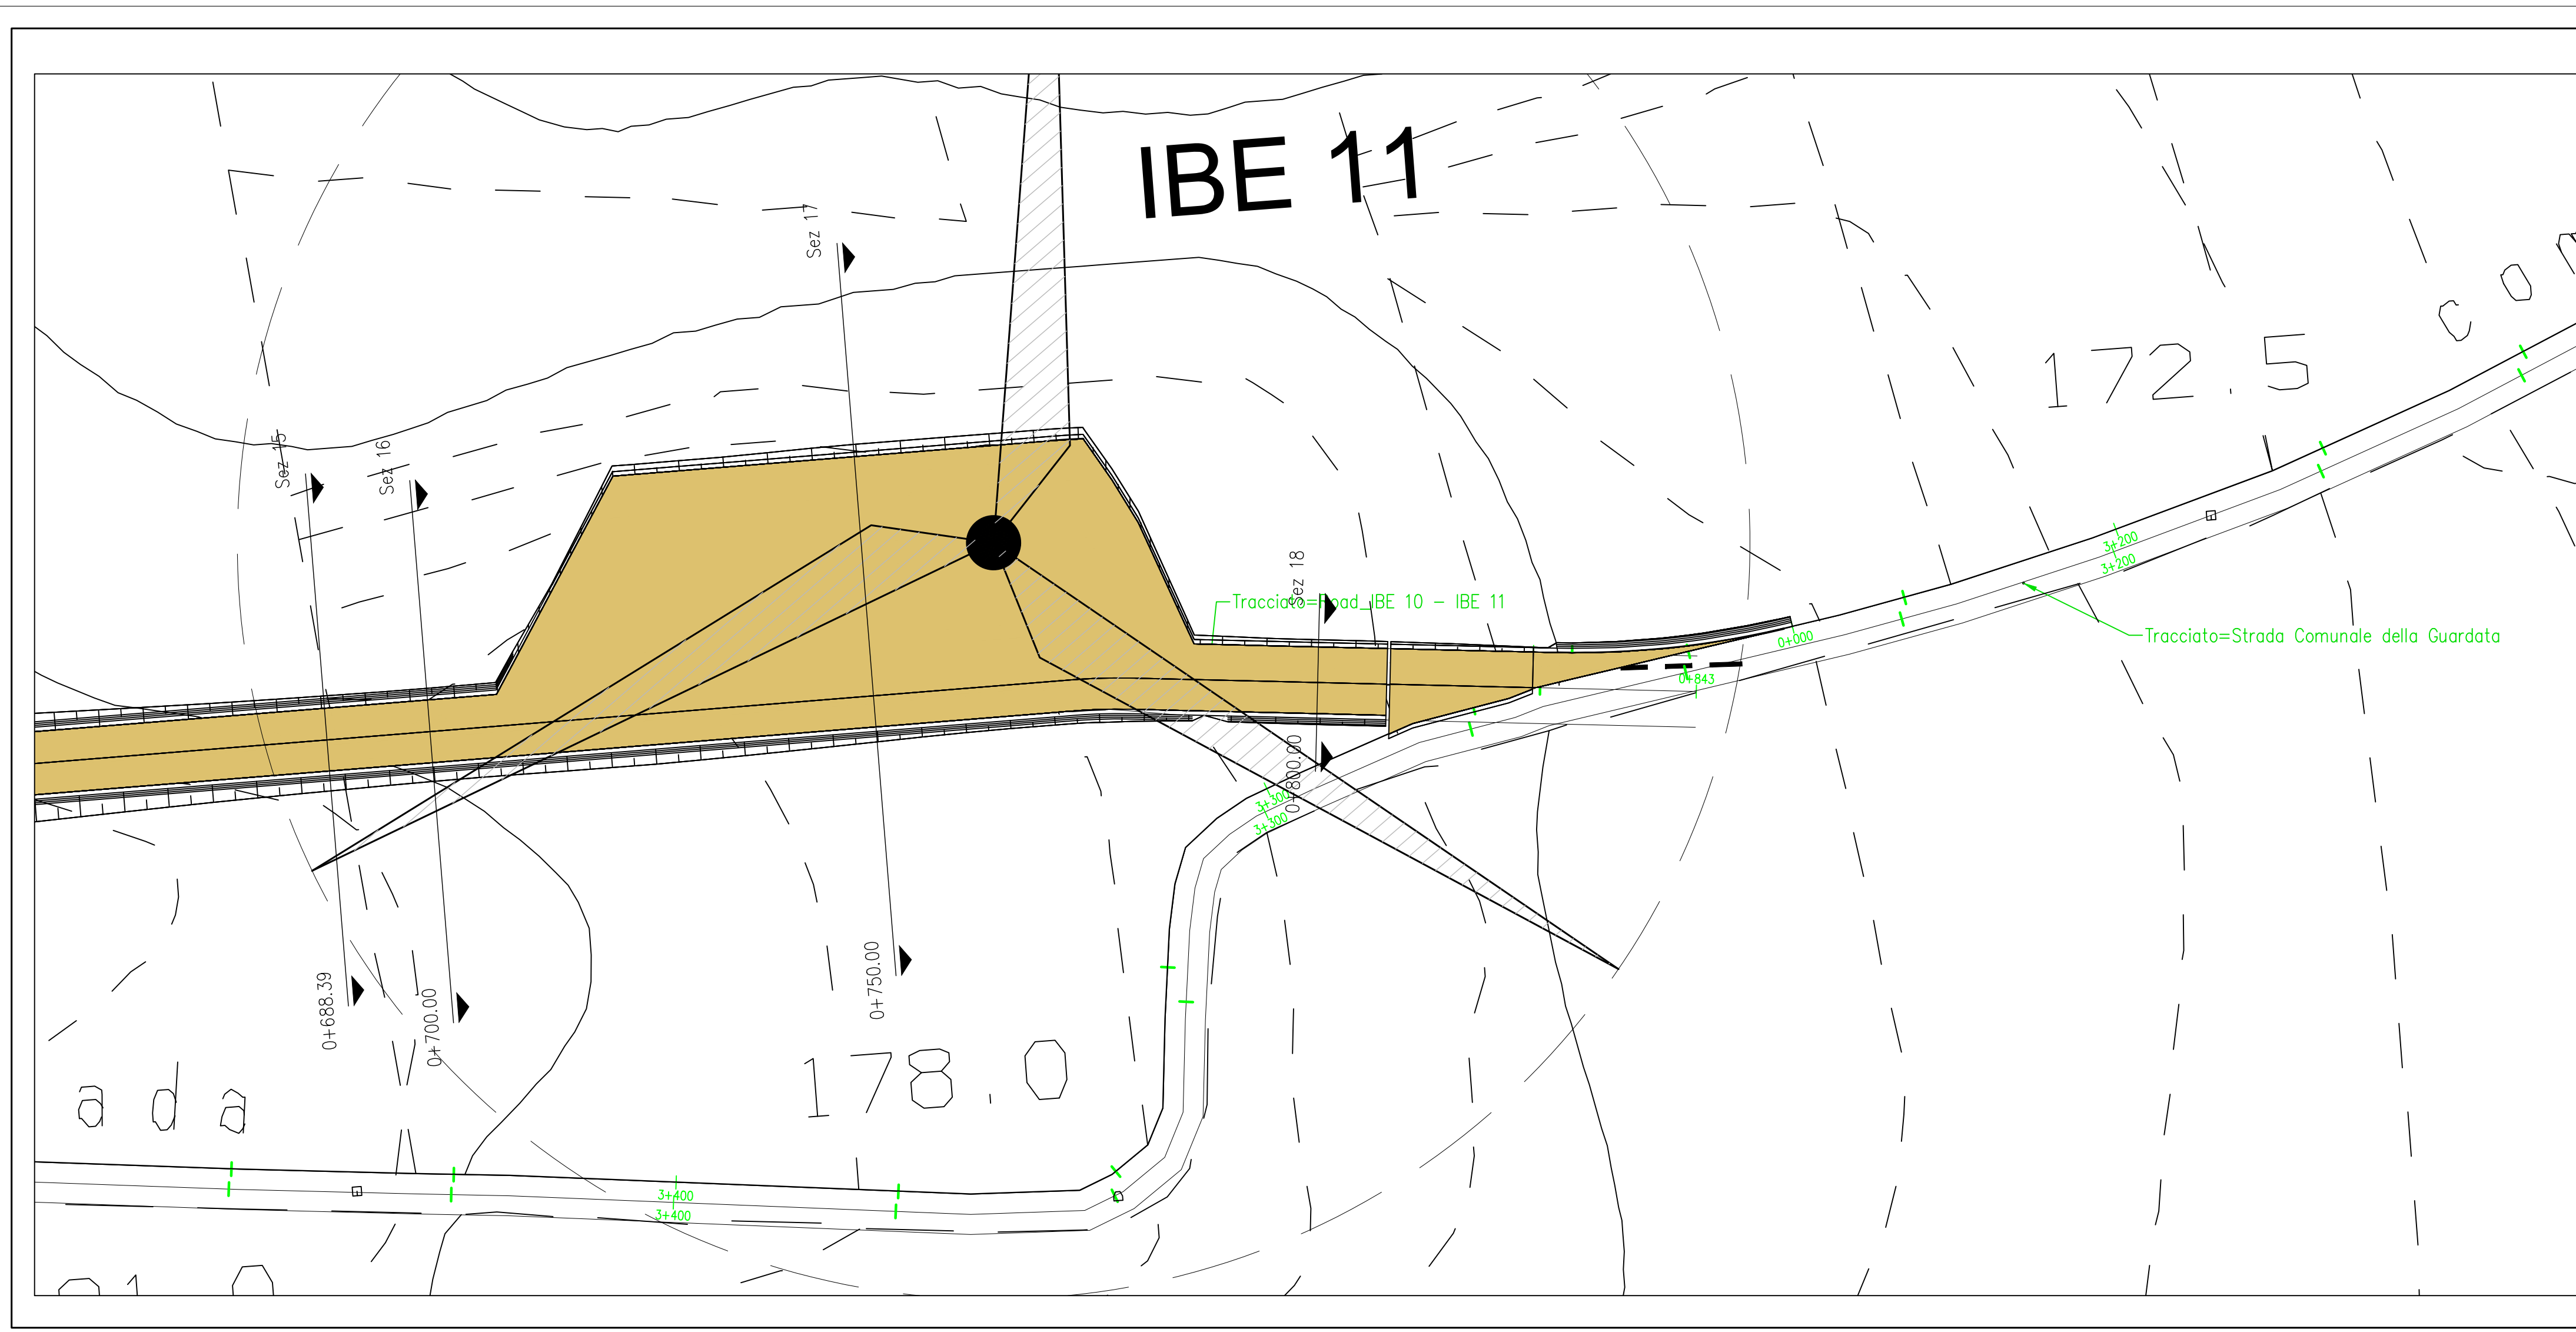 IBE 11
Sez 17
172.5
Sez 15
Sez 16
3+200
3+200
Sez 18
Tracciato=Road_IBE 10 - IBE 11
Tracciato=Strada Comunale della Guardata
0+000
0+843
0+800.00
3+300
3+300
0+750.00
0+688.39
0+700.00
178.0
ada
3+400
3+400